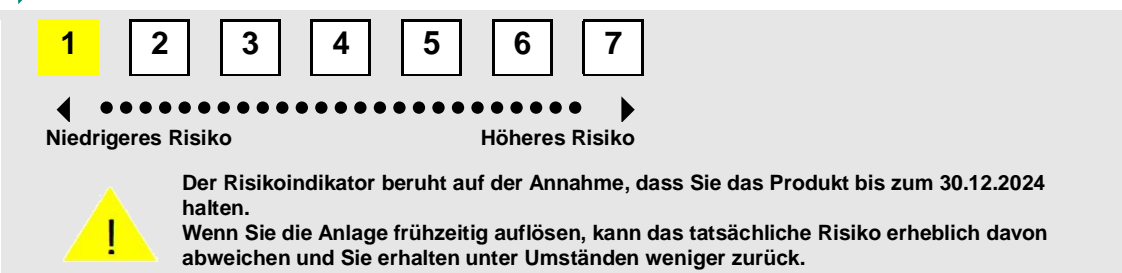 1 2 3 4 5 6 7
Niedrigeres Risiko Höheres Risiko
Der Risikoindikator beruht auf der Annahme, dass Sie das Produkt bis zum 30.12.2024
halten.
Wenn Sie die Anlage frühzeitig auflösen, kann das tatsächliche Risiko erheblich davon
abweichen und Sie erhalten unter Umständen weniger zurück.
!